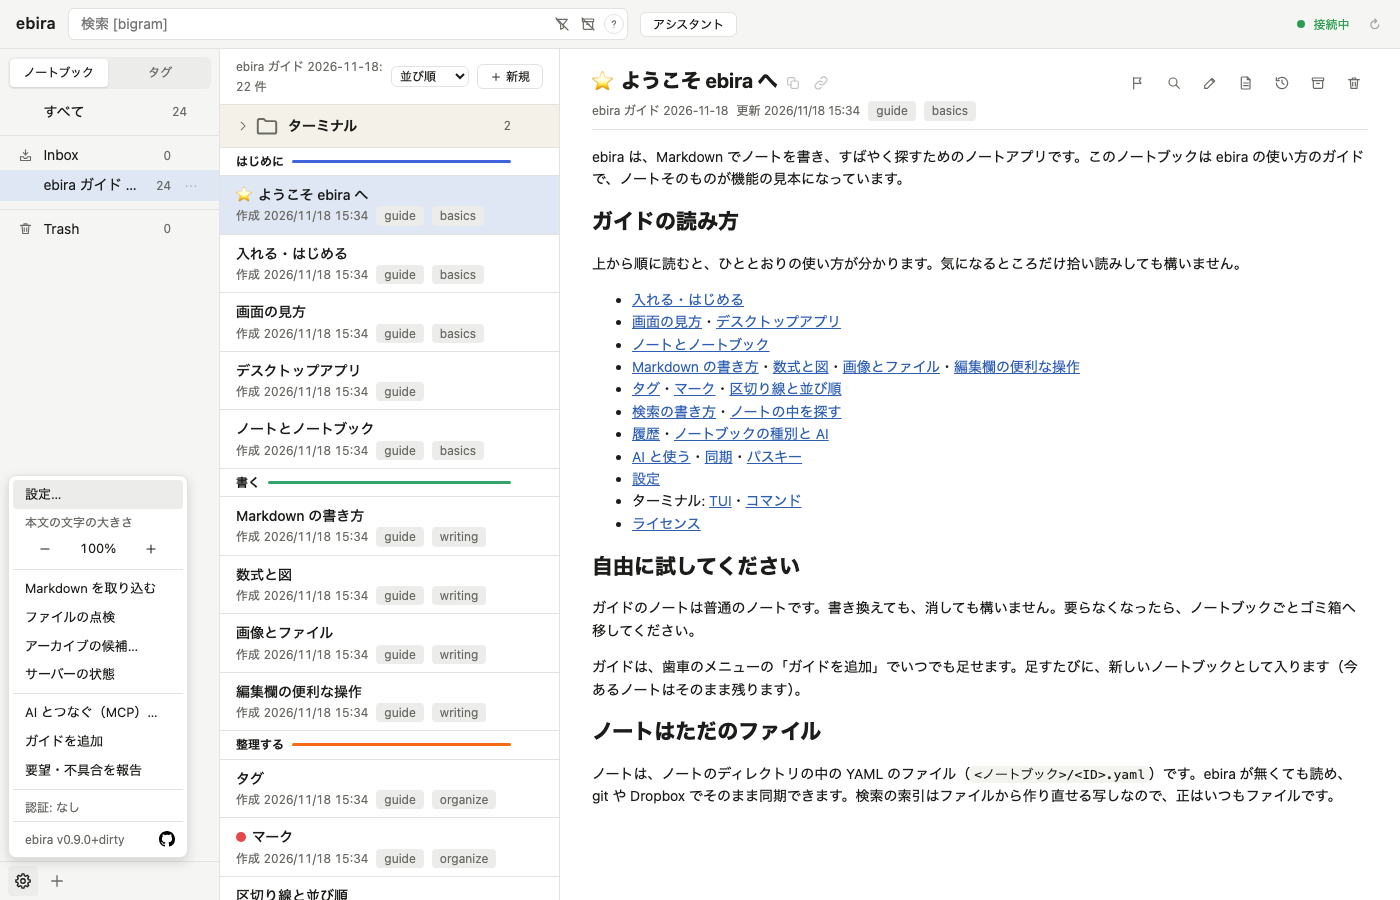 ebira
検索 [bigram]
?
アシスタント
接続中
ノートブック
タグ
すべて 24
Inbox 0
ebira ガイド ... 24 ...
Trash 0
設定...
本文の文字の大きさ
− 100% +
Markdown を取り込む
ファイルの点検
アーカイブの候補...
サーバーの状態
AI とつなぐ（MCP）...
ガイドを追加
要望・不具合を報告
認証: なし
ebira v0.9.0+dirty
ebira ガイド 2026-11-18:
22 件
並び順
+ 新規
ターミナル 2
はじめに
⭐ ようこそ ebira へ
作成 2026/11/18 15:34 guide basics
入れる・はじめる
作成 2026/11/18 15:34 guide basics
画面の見方
作成 2026/11/18 15:34 guide basics
デスクトップアプリ
作成 2026/11/18 15:34 guide
ノートとノートブック
作成 2026/11/18 15:34 guide basics
書く
Markdown の書き方
作成 2026/11/18 15:34 guide writing
数式と図
作成 2026/11/18 15:34 guide writing
画像とファイル
作成 2026/11/18 15:34 guide writing
編集欄の便利な操作
作成 2026/11/18 15:34 guide writing
整理する
タグ
作成 2026/11/18 15:34 guide organize
マーク
作成 2026/11/18 15:34 guide organize
区切り線と並び順
⭐ ようこそ ebira へ
ebira ガイド 2026-11-18 更新 2026/11/18 15:34 guide basics
ebira は、Markdown でノートを書き、すばやく探すためのノートアプリです。このノートブックは ebira の使い方のガイド
で、ノートそのものが機能の見本になっています。
ガイドの読み方
上から順に読むと、ひととおりの使い方が分かります。気になるところだけ拾い読みしても構いません。
• 入れる・はじめる
• 画面の見方・デスクトップアプリ
• ノートとノートブック
• Markdown の書き方・数式と図・画像とファイル・編集欄の便利な操作
• タグ・マーク・区切り線と並び順
• 検索の書き方・ノートの中を探す
• 履歴・ノートブックの種別と AI
• AI と使う・同期・パスキー
• 設定
• ターミナル: TUI・コマンド
• ライセンス
自由に試してください
ガイドのノートは普通のノートです。書き換えても、消しても構いません。要らなくなったら、ノートブックごとゴミ箱へ
移してください。
ガイドは、歯車のメニューの「ガイドを追加」でいつでも足せます。足すたびに、新しいノートブックとして入ります（今
あるノートはそのまま残ります）。
ノートはただのファイル
ノートは、ノートのディレクトリの中の YAML のファイル（<ノートブック>/<ID>.yaml）です。ebira が無くても読め、
git や Dropbox でそのまま同期できます。検索の索引はファイルから作り直せる写しなので、正はいつもファイルです。